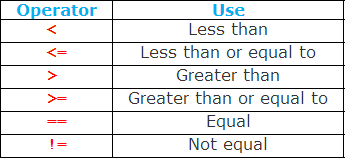 Operator Use
< Less than
<= Less than or equal to
> Greater than
>= Greater than or equal to
== Equal
!= Not equal